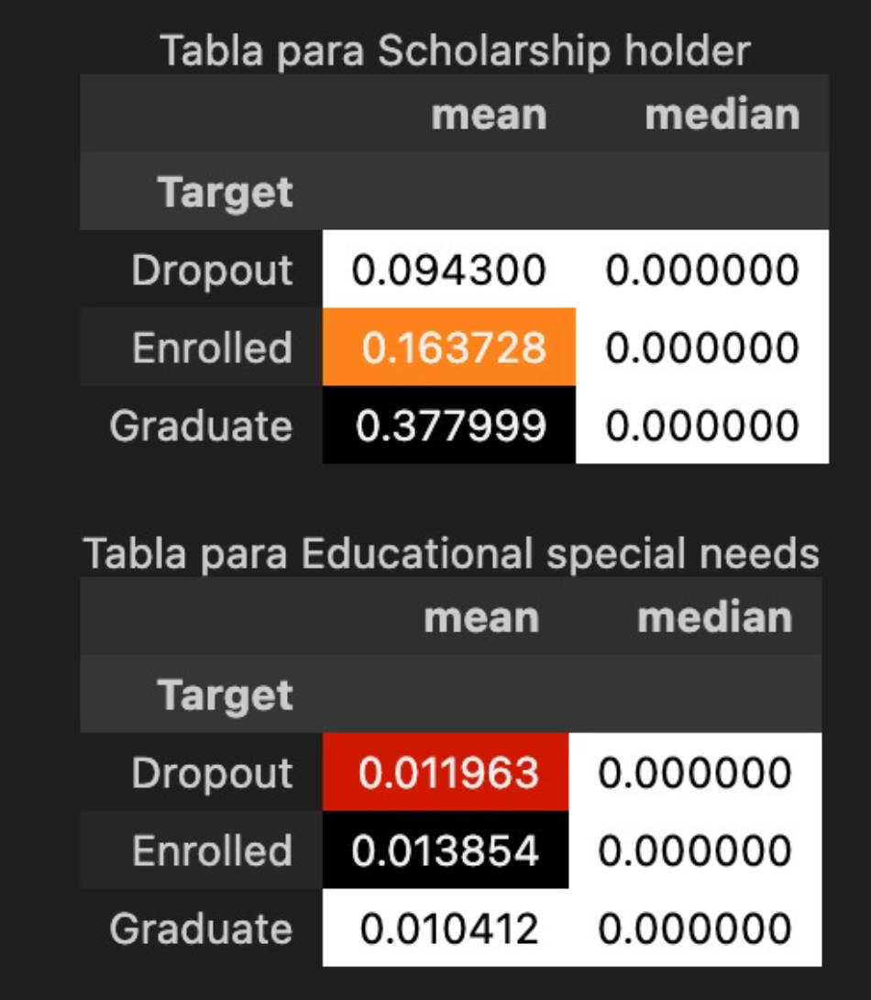 Tabla para Scholarship holder
mean median
Target
Dropout 0.094300 0.000000
Enrolled 0.163728 0.000000
Graduate 0.377999 0.000000
Tabla para Educational special needs
mean median
Target
Dropout 0.011963 0.000000
Enrolled 0.013854 0.000000
Graduate 0.010412 0.000000